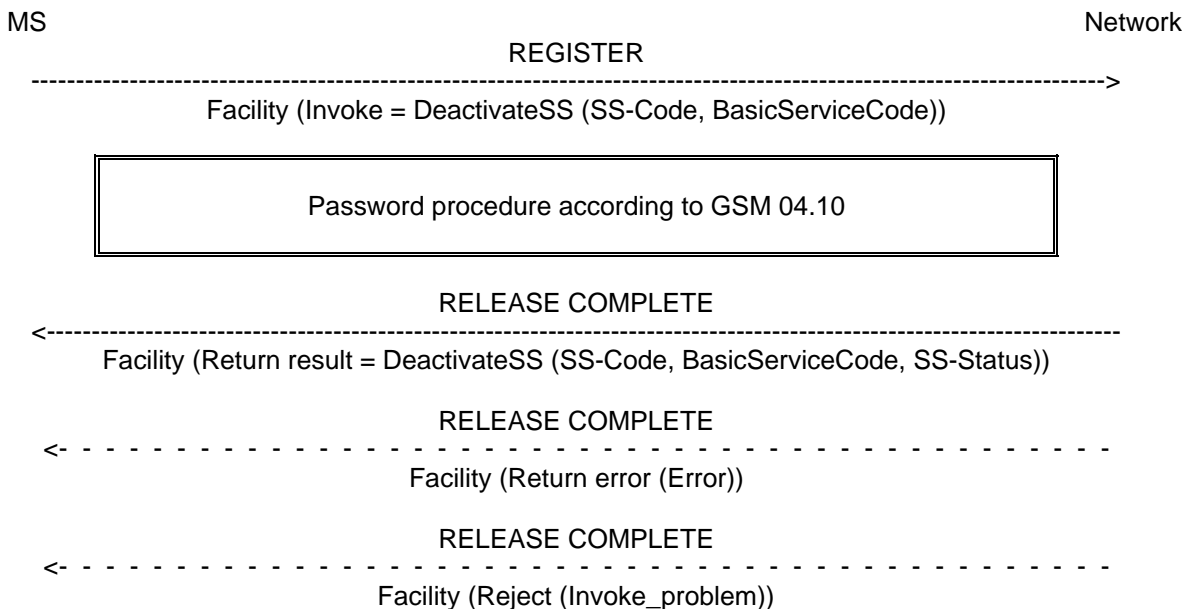 MS Network
REGISTER
Facility (Invoke = DeactivateSS (SS-Code, BasicServiceCode))
Password procedure according to GSM 04.10
RELEASE COMPLETE
Facility (Return result = DeactivateSS (SS-Code, BasicServiceCode, SS-Status))
RELEASE COMPLETE
Facility (Return error (Error))
RELEASE COMPLETE
Facility (Reject (Invoke_problem))